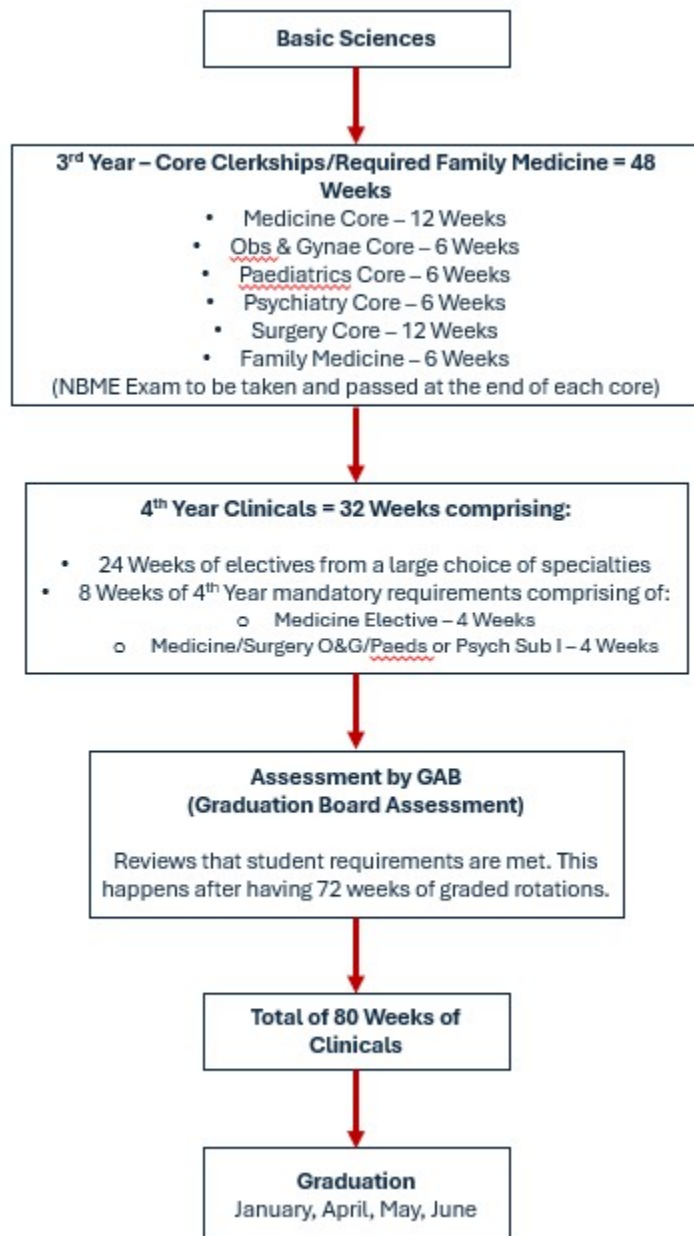 Basic Sciences
3rd Year – Core Clerkships/Required Family Medicine = 48
Weeks
• Medicine Core – 12 Weeks
• Obs & Gynae Core – 6 Weeks
• Paediatrics Core – 6 Weeks
• Psychiatry Core – 6 Weeks
• Surgery Core – 12 Weeks
• Family Medicine – 6 Weeks
(NBME Exam to be taken and passed at the end of each core)
4th Year Clinicals = 32 Weeks comprising:
• 24 Weeks of electives from a large choice of specialties
• 8 Weeks of 4th Year mandatory requirements comprising of:
o Medicine Elective – 4 Weeks
o Medicine/Surgery O&G/Paeds or Psych Sub I – 4 Weeks
Assessment by GAB
(Graduation Board Assessment)
Reviews that student requirements are met. This
happens after having 72 weeks of graded rotations.
Total of 80 Weeks of
Clinicals
Graduation
January, April, May, June